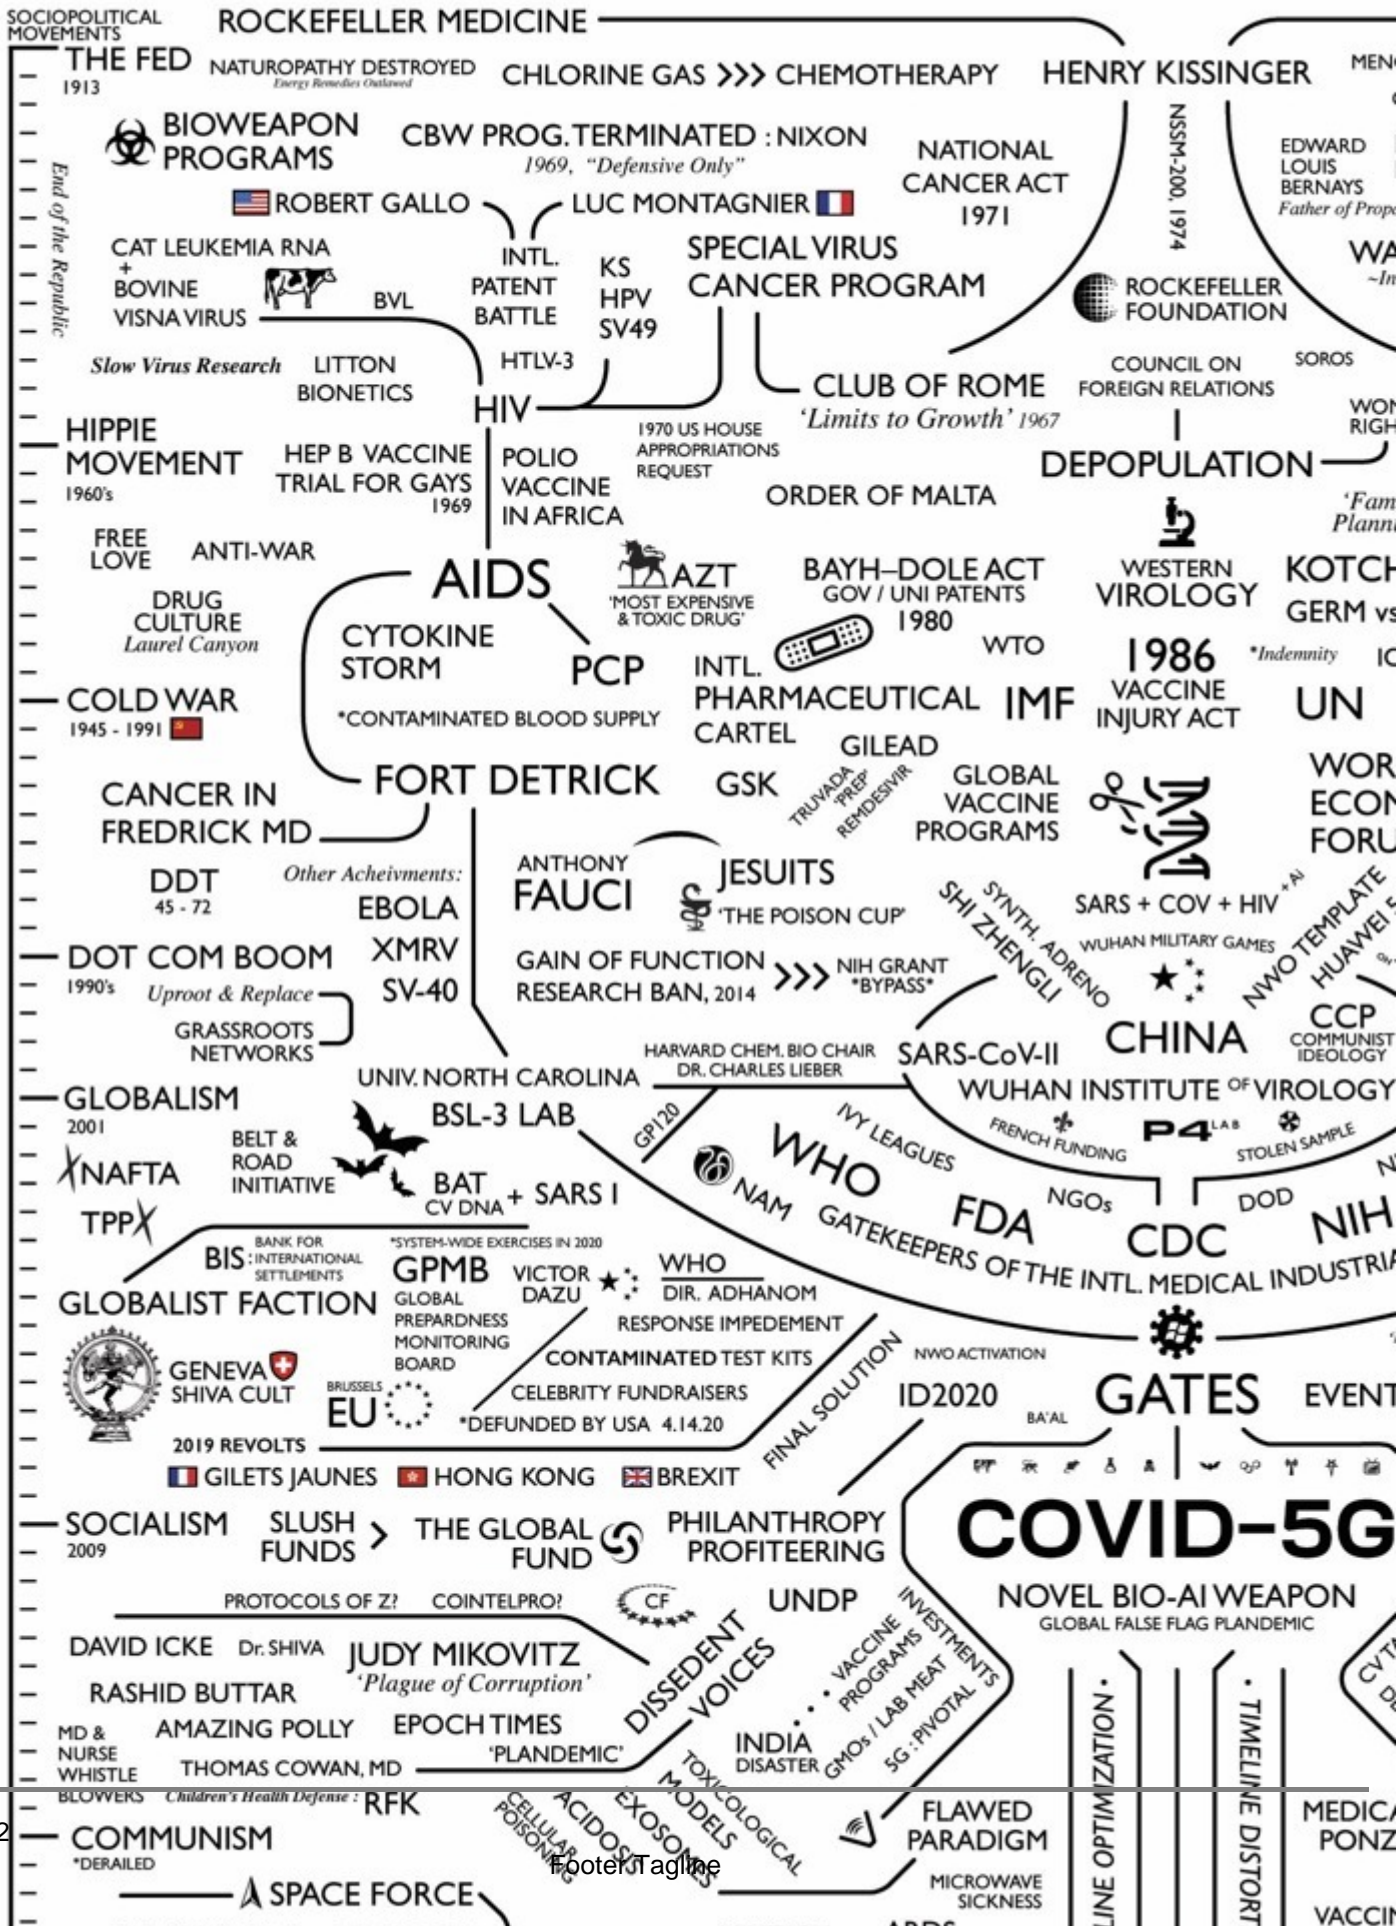 SOCIOPOLITICAL
MOVEMENTS
ROCKEFELLER MEDICINE
THE FED
1913
NATUROPATHY DESTROYED
Energy Remedies Outlawed
CHLORINE GAS >>> CHEMOTHERAPY
HENRY KISSINGER
BIOWEAPON
PROGRAMS
CBW PROG. TERMINATED : NIXON
1969, "Defensive Only"
NATIONAL
CANCER ACT
1971
NSSM-200, 1974
EDWARD
LOUIS
BERNAYS
End of the Republic
ROBERT GALLO
LUC MONTAGNIER
CAT LEUKEMIA RNA
+
BOVINE
VISNA VIRUS
BVL
INTL.
PATENT
BATTLE
KS
HPV
SV49
SPECIAL VIRUS
CANCER PROGRAM
ROCKEFELLER
FOUNDATION
Slow Virus Research
LITTON
BIONETICS
HTLV-3
HIV
CLUB OF ROME
'Limits to Growth' 1967
COUNCIL ON
FOREIGN RELATIONS
SOROS
1970 US HOUSE
APPROPRIATIONS
REQUEST
HIPPIE
MOVEMENT
1960's
HEP B VACCINE
TRIAL FOR GAYS
1969
POLIO
VACCINE
IN AFRICA
ORDER OF MALTA
DEPOPULATION
FREE
LOVE
ANTI-WAR
DRUG
CULTURE
Laurel Canyon
AIDS
AZT
'MOST EXPENSIVE
& TOXIC DRUG'
BAYH–DOLE ACT
GOV / UNI PATENTS
1980
WESTERN
VIROLOGY
KOTCH
GERM vs
CYTOKINE
STORM
PCP
WTO
1986
VACCINE
INJURY ACT
*Indemnity
INTL.
PHARMACEUTICAL
CARTEL
IMF
UN
COLD WAR
1945 - 1991
*CONTAMINATED BLOOD SUPPLY
GILEAD
GSK
TRUVADA
'PREP'
REMDESIVIR
GLOBAL
VACCINE
PROGRAMS
WOR
ECON
FORU
FORT DETRICK
CANCER IN
FREDRICK MD
DDT
45 - 72
Other Acheivments:
EBOLA
XMRV
SV-40
ANTHONY
FAUCI
JESUITS
'THE POISON CUP'
SYNTH. ADRENO
SHI ZHENGLI
SARS + COV + HIV + AI
WUHAN MILITARY GAMES
NWO TEMPLATE
HUAWEI 5
DOT COM BOOM
1990's
Uproot & Replace
GRASSROOTS
NETWORKS
GAIN OF FUNCTION
RESEARCH BAN, 2014
>>> NIH GRANT
*BYPASS*
CHINA
CCP
COMMUNIST
IDEOLOGY
HARVARD CHEM. BIO CHAIR
DR. CHARLES LIEBER
SARS-CoV-II
UNIV. NORTH CAROLINA
BSL-3 LAB
WUHAN INSTITUTE OF VIROLOGY
GLOBALISM
2001
GP120
IVY LEAGUES
FRENCH FUNDING
P4 LAB
STOLEN SAMPLE
XNAFTA
TPPX
BELT &
ROAD
INITIATIVE
BAT
CV DNA
+ SARS I
NAM
WHO
FDA
NGOs
CDC
DOD
NIH
GATEKEEPERS OF THE INTL. MEDICAL INDUSTRIA
BIS: BANK FOR
INTERNATIONAL
SETTLEMENTS
*SYSTEM-WIDE EXERCISES IN 2020
GPMB
GLOBAL
PREPARDNESS
MONITORING
BOARD
VICTOR
DAZU
WHO
DIR. ADHANOM
RESPONSE IMPEDEMENT
GLOBALIST FACTION
GENEVA
SHIVA CULT
BRUSSELS
EU
CONTAMINATED TEST KITS
CELEBRITY FUNDRAISERS
*DEFUNDED BY USA 4.14.20
FINAL SOLUTION
NWO ACTIVATION
ID2020
BA'AL
GATES
EVENT
2019 REVOLTS
GILETS JAUNES
HONG KONG
BREXIT
SOCIALISM
2009
SLUSH
FUNDS
>
THE GLOBAL
FUND
PHILANTHROPY
PROFITEERING
COVID-5G
NOVEL BIO-AI WEAPON
GLOBAL FALSE FLAG PLANDEMIC
PROTOCOLS OF Z?
COINTELPRO?
CF
UNDP
DAVID ICKE
Dr. SHIVA
JUDY MIKOVITZ
'Plague of Corruption'
DISSEDENT
VOICES
VACCINE
PROGRAMS
INVESTMENTS
GMOs / LAB MEAT
5G : PIVOTAL
RASHID BUTTAR
AMAZING POLLY
EPOCH TIMES
'PLANDEMIC'
INDIA
DISASTER
MD &
NURSE
WHISTLE
BLOWERS
THOMAS COWAN, MD
Children's Health Defense :
RFK
CELLULAR
POISONING
ACIDOSIS
EXOSOMES
TOXICOLOGICAL
MODELS
FLAWED
PARADIGM
LINE OPTIMIZATION •
• TIMELINE DISTORT
MEDICA
PONZ
COMMUNISM
*DERAILED
2
Footer Tagline
SPACE FORCE
MICROWAVE
SICKNESS
VACCIN